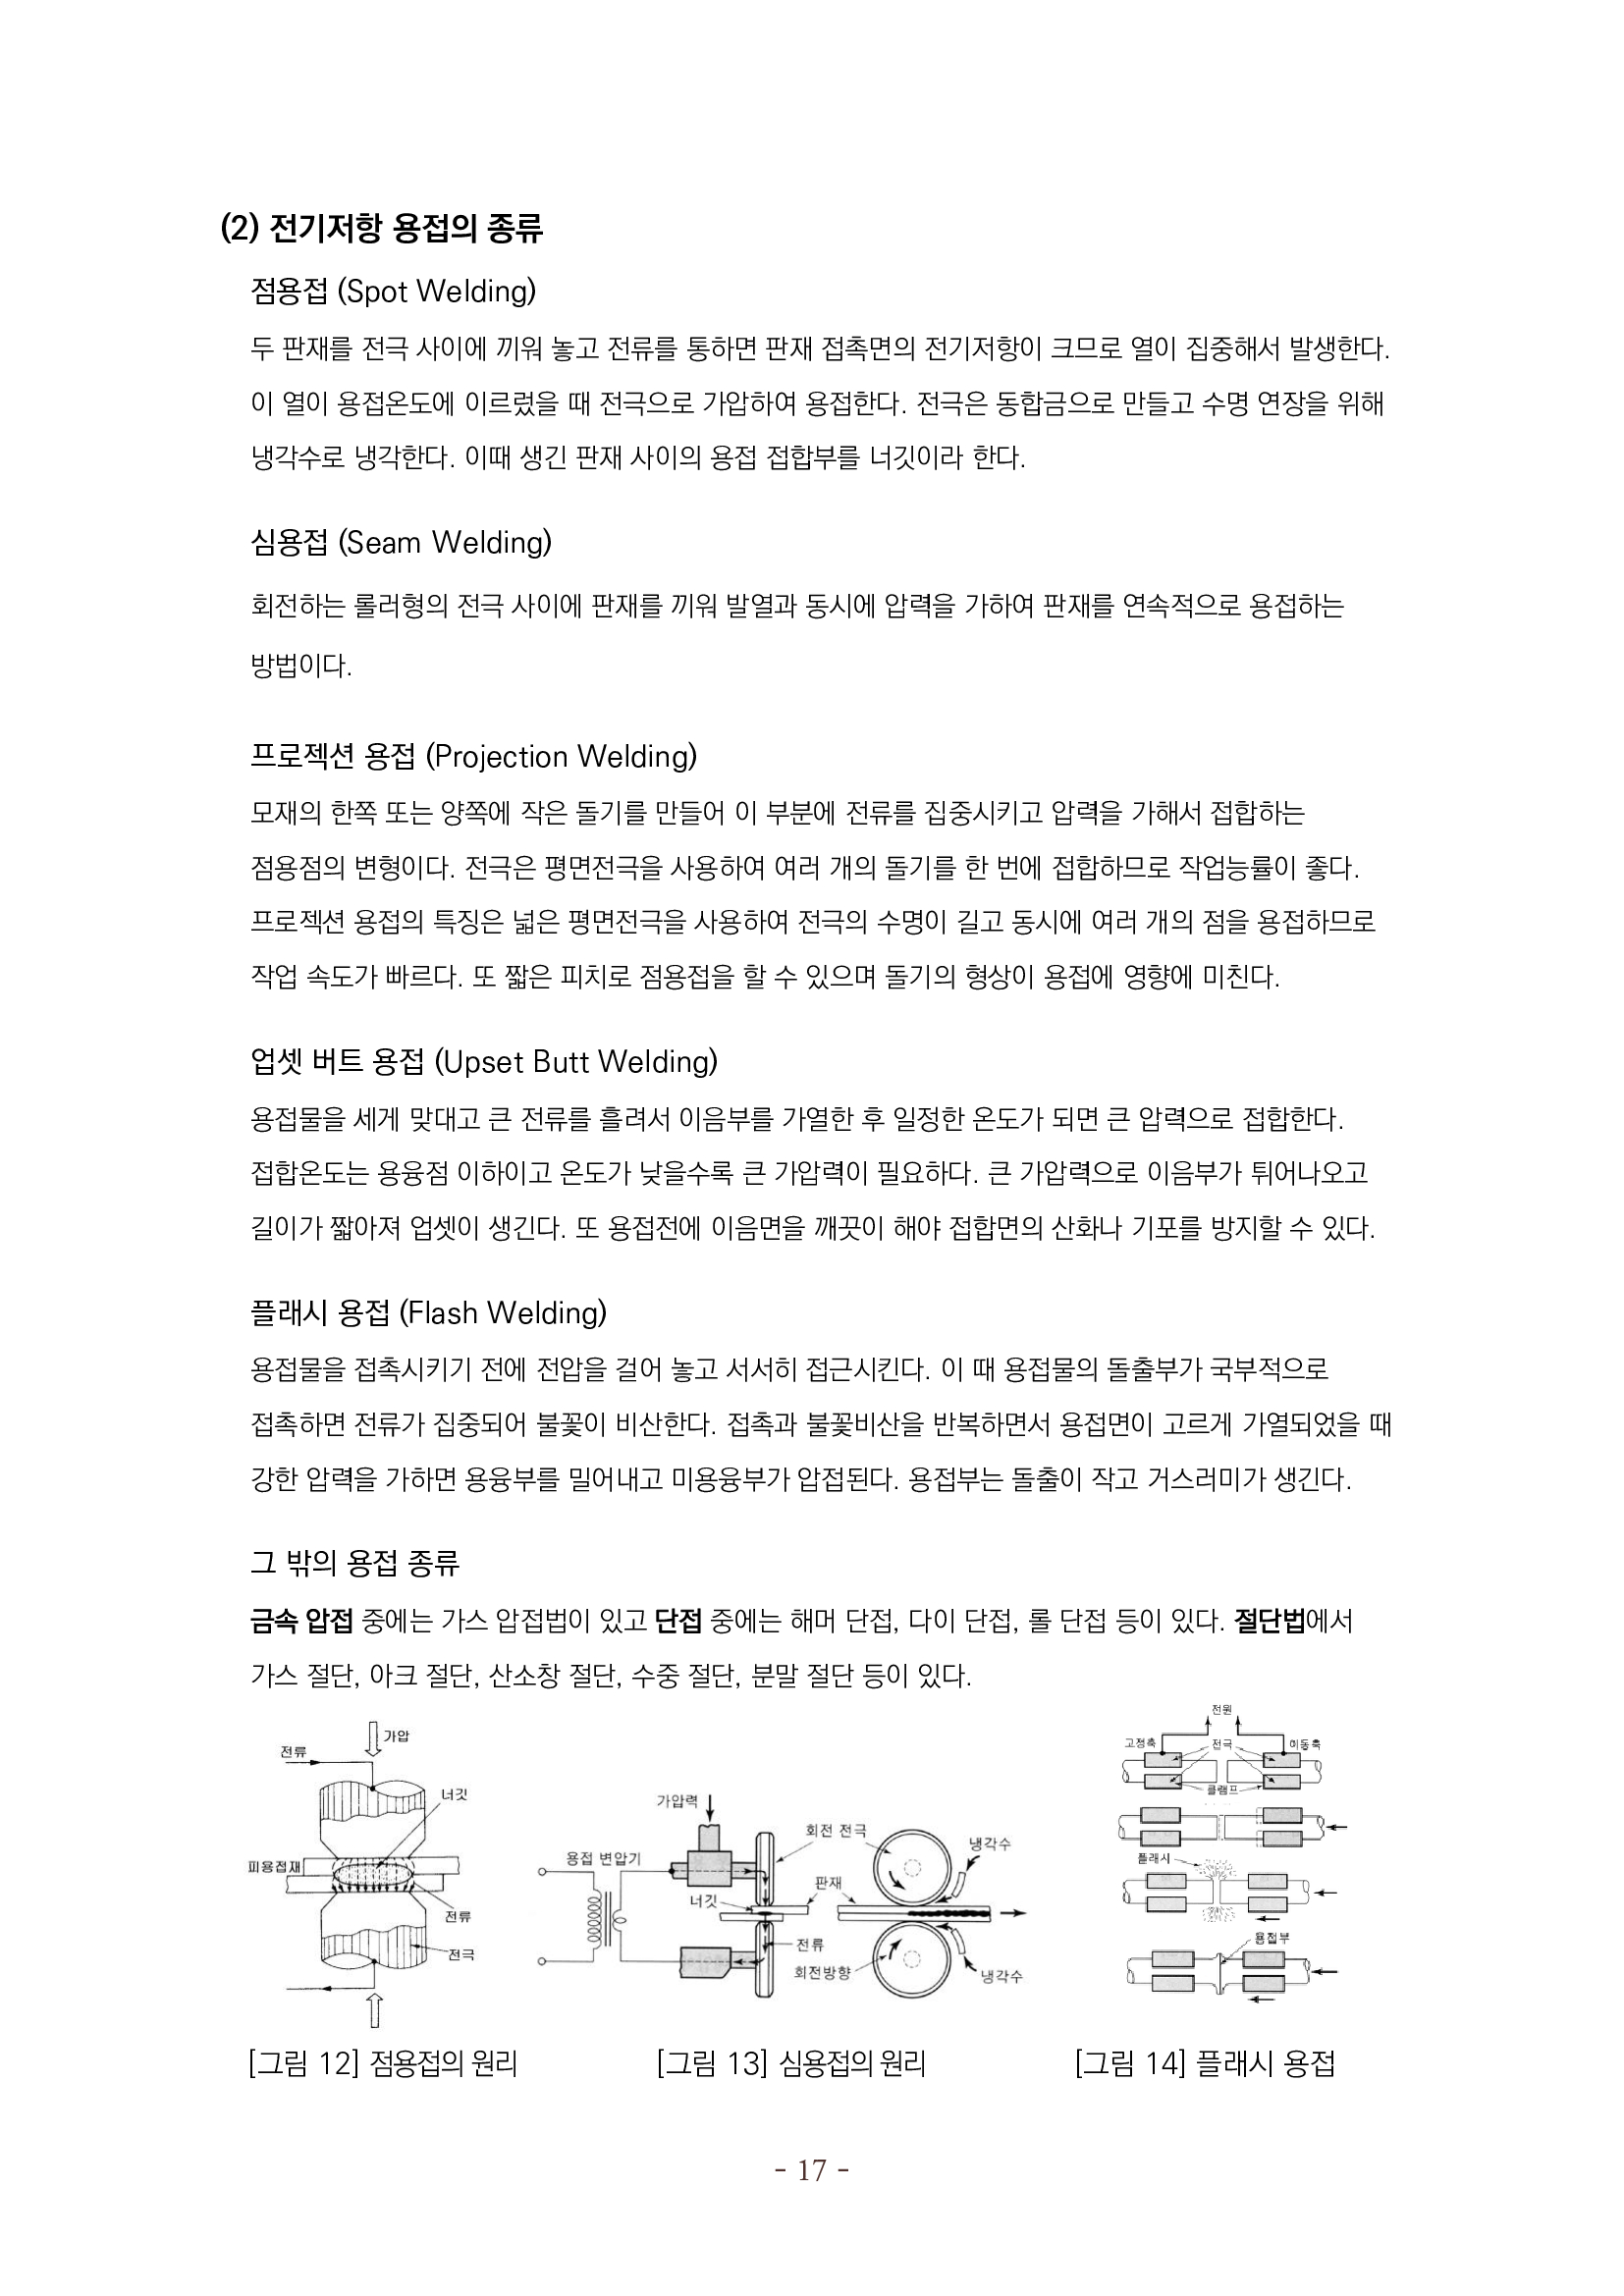 (2) 전기저항 용접의 종류
점용접 (Spot Welding)
두 판재를 전극 사이에 끼워 놓고 전류를 통하면 판재 접촉면의 전기저항이 크므로 열이 집중해서 발생한다.
이 열이 용접온도에 이르렀을 때 전극으로 가압하여 용접한다. 전극은 동합금으로 만들고 수명 연장을 위해
냉각수로 냉각한다. 이때 생긴 판재 사이의 용접 접합부를 너깃이라 한다.
심용접 (Seam Welding)
회전하는 롤러형의 전극 사이에 판재를 끼워 발열과 동시에 압력을 가하여 판재를 연속적으로 용접하는
방법이다.
프로젝션 용접 (Projection Welding)
모재의 한쪽 또는 양쪽에 작은 돌기를 만들어 이 부분에 전류를 집중시키고 압력을 가해서 접합하는
점용점의 변형이다. 전극은 평면전극을 사용하여 여러 개의 돌기를 한 번에 접합하므로 작업능률이 좋다.
프로젝션 용접의 특징은 넓은 평면전극을 사용하여 전극의 수명이 길고 동시에 여러 개의 점을 용접하므로
작업 속도가 빠르다. 또 짧은 피치로 점용접을 할 수 있으며 돌기의 형상이 용접에 영향에 미친다.
업셋 버트 용접 (Upset Butt Welding)
용접물을 세게 맞대고 큰 전류를 흘려서 이음부를 가열한 후 일정한 온도가 되면 큰 압력으로 접합한다.
접합온도는 용융점 이하이고 온도가 낮을수록 큰 가압력이 필요하다. 큰 가압력으로 이음부가 튀어나오고
길이가 짧아져 업셋이 생긴다. 또 용접전에 이음면을 깨끗이 해야 접합면의 산화나 기포를 방지할 수 있다.
플래시 용접 (Flash Welding)
용접물을 접촉시키기 전에 전압을 걸어 놓고 서서히 접근시킨다. 이 때 용접물의 돌출부가 국부적으로
접촉하면 전류가 집중되어 불꽃이 비산한다. 접촉과 불꽃비산을 반복하면서 용접면이 고르게 가열되었을 때
강한 압력을 가하면 용융부를 밀어내고 미용융부가 압접된다. 용접부는 돌출이 작고 거스러미가 생긴다.
그 밖의 용접 종류
금속 압접 중에는 가스 압접법이 있고 단접 중에는 해머 단접, 다이 단접, 롤 단접 등이 있다. 절단법에서
가스 절단, 아크 절단, 산소창 절단, 수중 절단, 분말 절단 등이 있다.
가압
전류
너깃
피용접재
전류
전극
가압력
회전 전극
냉각수
용접 변압기
판재
너깃
전류
회전방향
냉각수
전원
고정축
전극
이동축
클램프
플래시
용접부
[그림 12] 점용접의 원리
[그림 13] 심용접의 원리
[그림 14] 플래시 용접
- 17 -